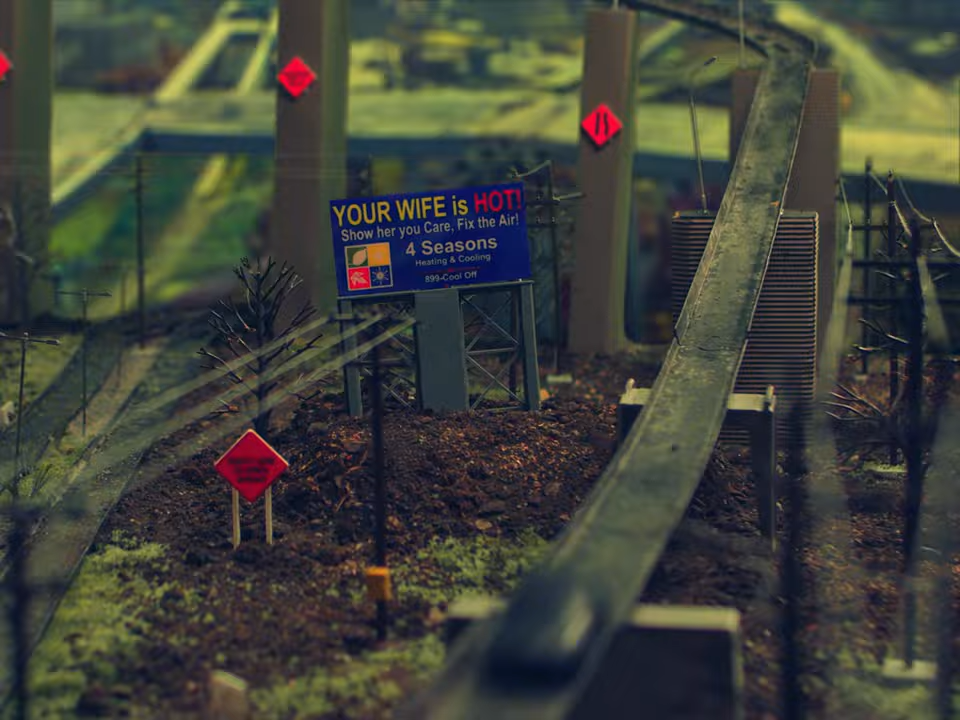 YOUR WIFE is HOT!
Show her you Care, Fix the Air!
4 Seasons
Heating & Cooling
899-Cool Off